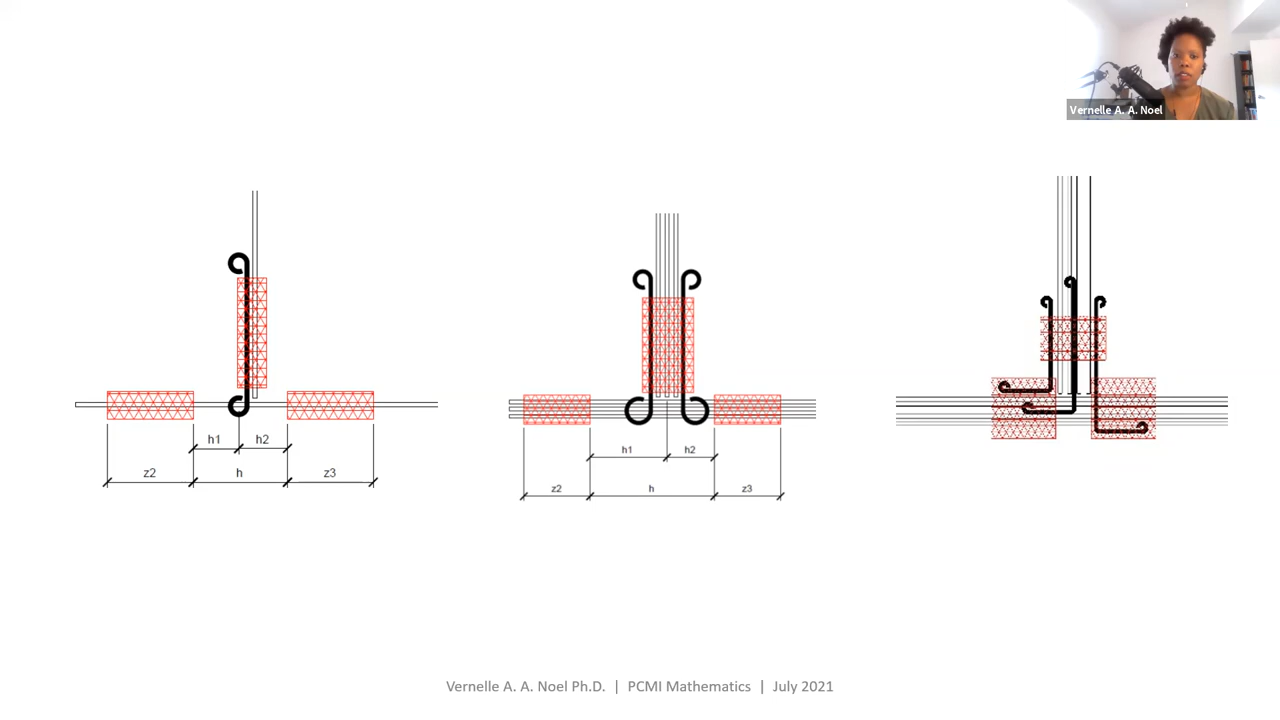 Vernelle A. A. Noel
h1 h2
z2 h z3
h1 h2
z2 h z3
Vernelle A. A. Noel Ph.D. | PCMI Mathematics | July 2021